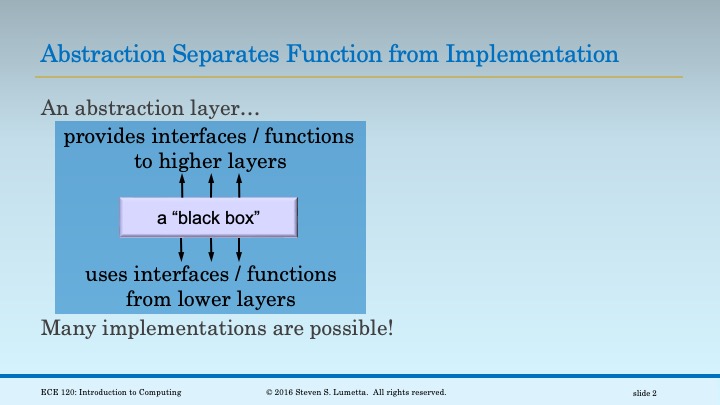 Abstraction Separates Function from Implementation
An abstraction layer…
provides interfaces / functions
to higher layers
a “black box”
uses interfaces / functions
from lower layers
Many implementations are possible!
ECE 120: Introduction to Computing
© 2016 Steven S. Lumetta.  All rights reserved.
slide 2